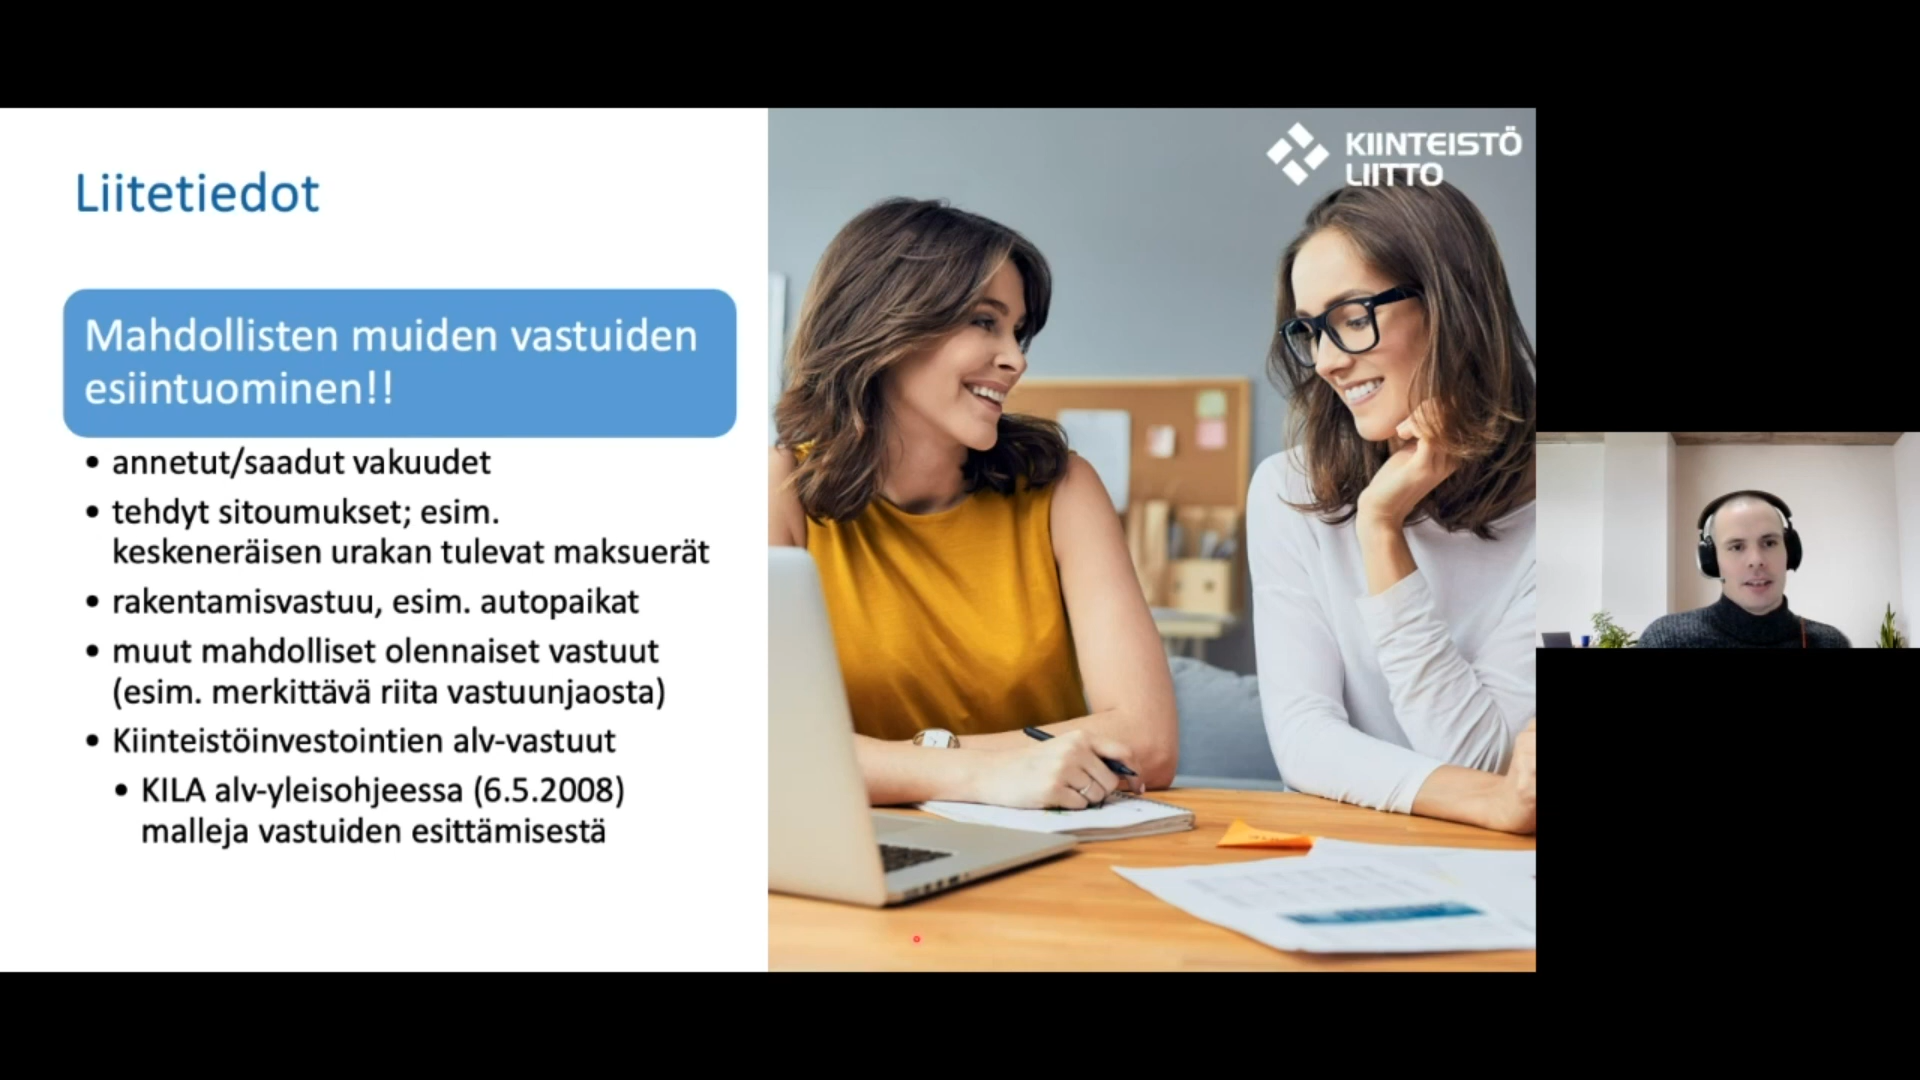 Liitetiedot
KIINTEISTÖ
LIITTO
Mahdollisten muiden vastuiden
esiintuominen!!
• annetut/saadut vakuudet
• tehdyt sitoumukset; esim.
keskeneräisen urakan tulevat maksuerät
• rakentamisvastuu, esim. autopaikat
• muut mahdolliset olennaiset vastuut
(esim. merkittävä riita vastuunjaosta)
• Kiinteistöinvestointien alv-vastuut
• KILA alv-yleisohjeessa (6.5.2008)
malleja vastuiden esittämisestä